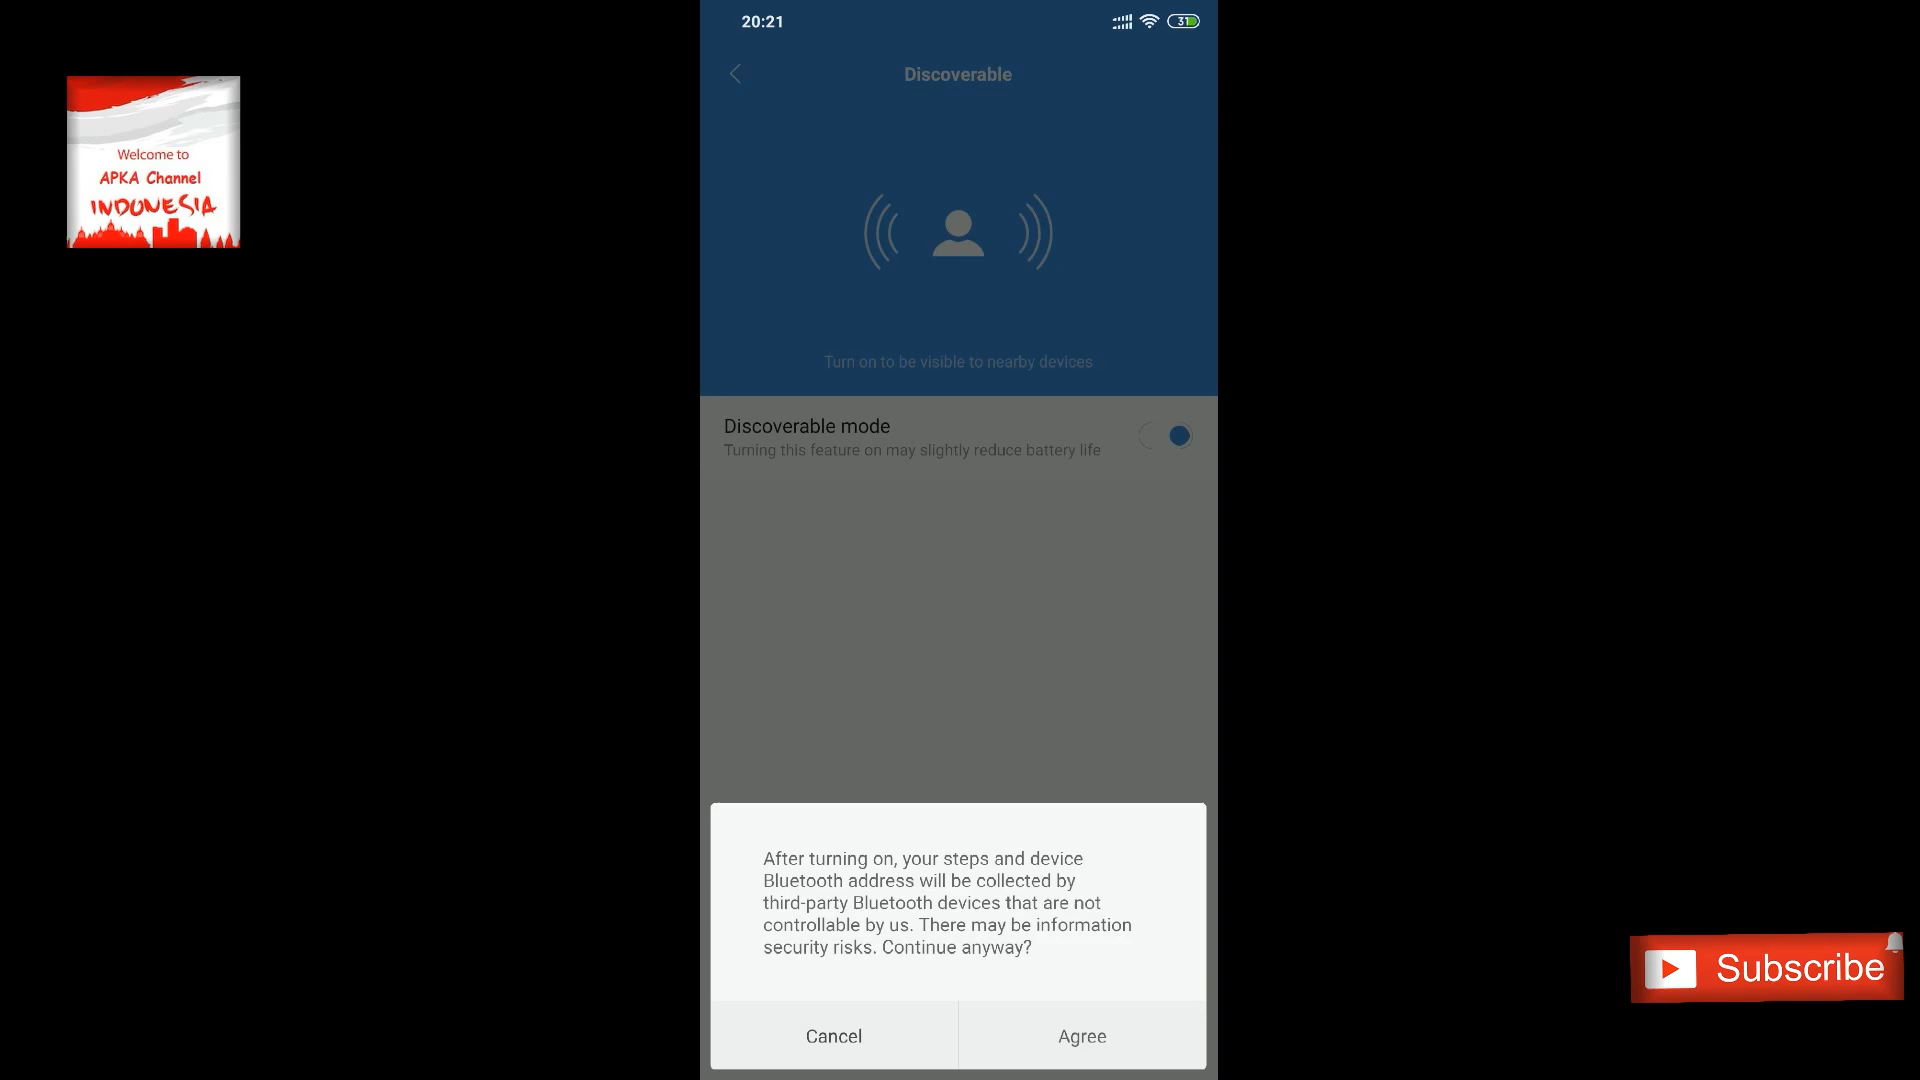 20:21
31
Discoverable
Welcome to
APKA Channel
INDONESIA
Turn on to be visible to nearby devices
Discoverable mode
Turning this feature on may slightly reduce battery life
After turning on, your steps and device
Bluetooth address will be collected by
third-party Bluetooth devices that are not
controllable by us. There may be information
security risks. Continue anyway?
Subscribe
Cancel
Agree